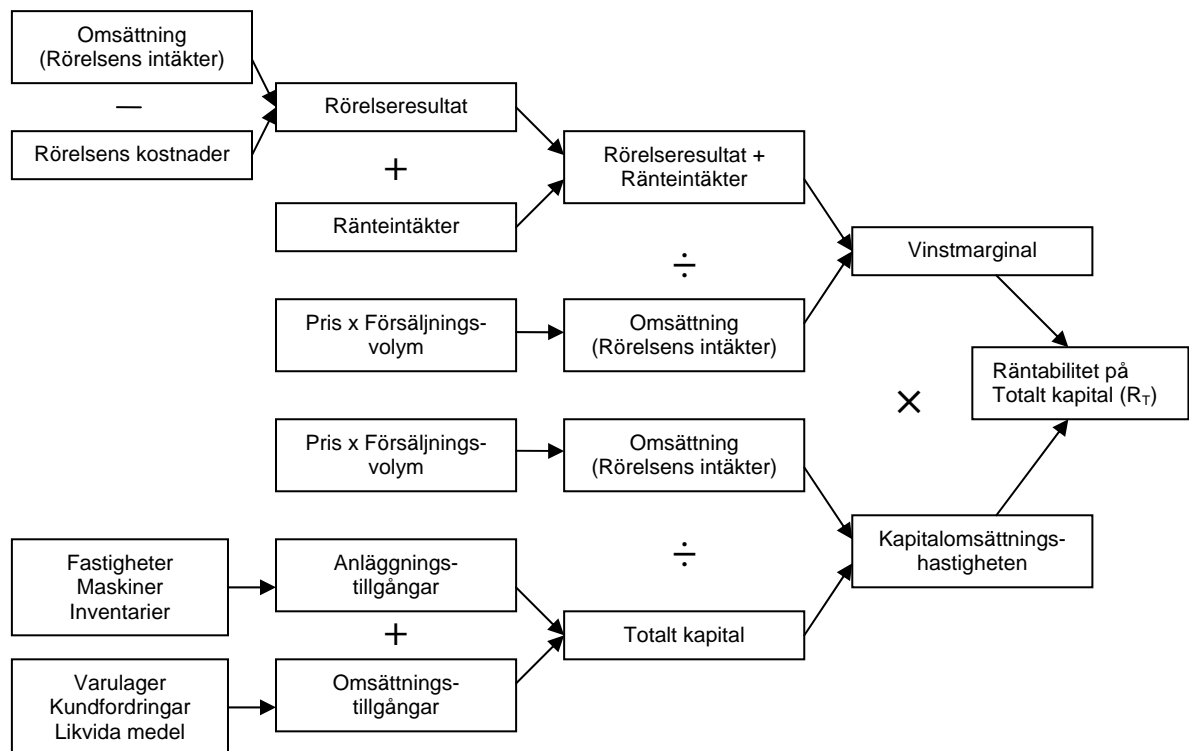 Omsättning
(Rörelsens intäkter)
—
Rörelsens kostnader
Rörelseresultat
+
Ränteintäkter
Rörelseresultat +
Ränteintäkter
÷
Pris x Försäljnings-
volym
Omsättning
(Rörelsens intäkter)
Vinstmarginal
×
Räntabilitet på
Totalt kapital (R_T)
Pris x Försäljnings-
volym
Omsättning
(Rörelsens intäkter)
÷
Kapitalomsättnings-
hastigheten
Fastigheter
Maskiner
Inventarier
Anläggnings-
tillgångar
+
Totalt kapital
Varulager
Kundfordringar
Likvida medel
Omsättnings-
tillgångar